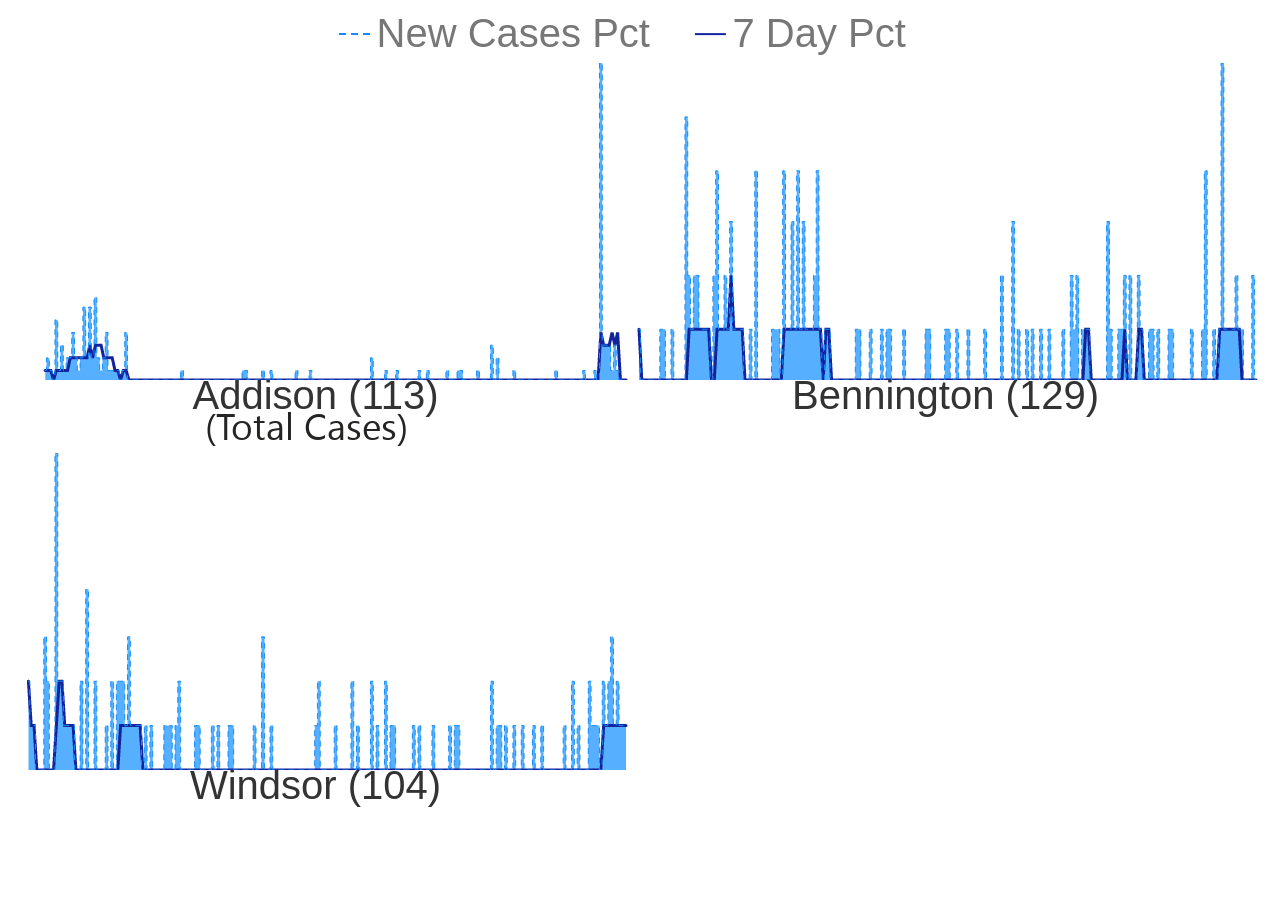 New Cases Pct 7 Day Pct
Addison (113)
(Total Cases)
Bennington (129)
Windsor (104)